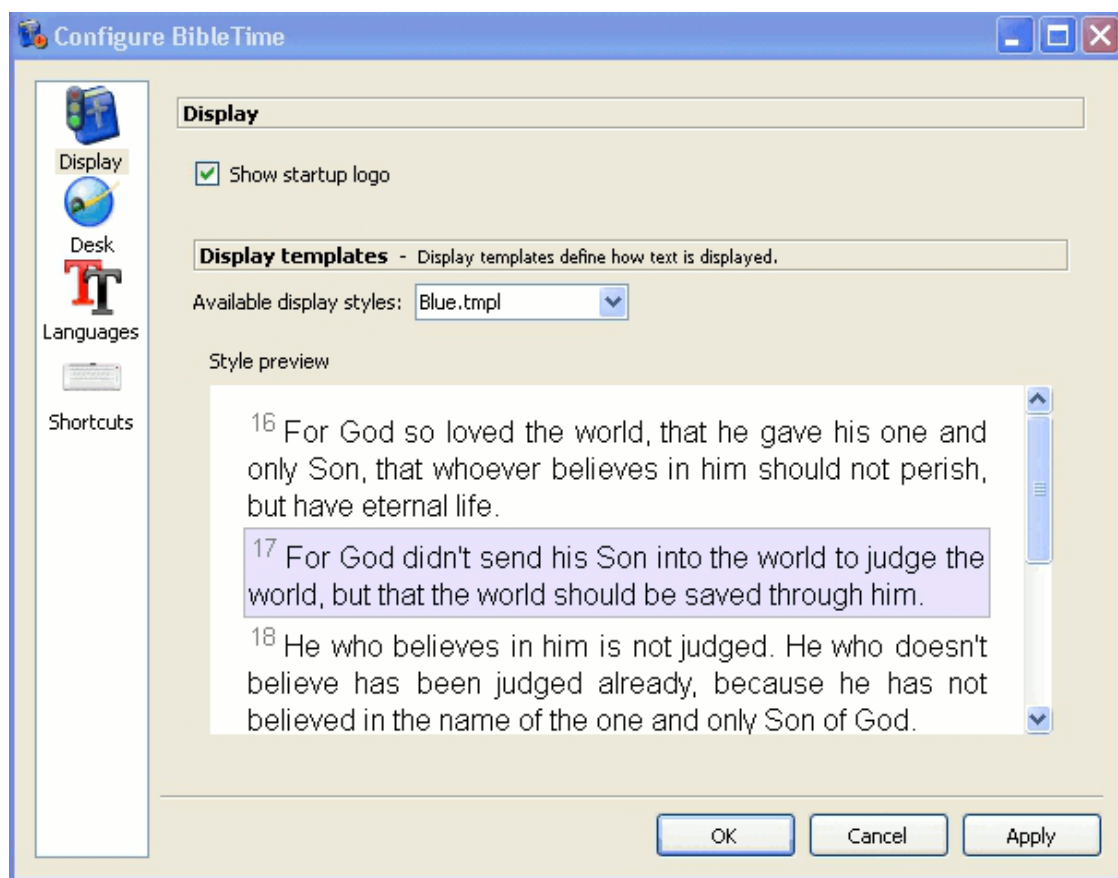 Configure BibleTime
Display
Desk
Languages
Shortcuts
Display
Show startup logo
Display templates - Display templates define how text is displayed.
Available display styles: Blue.tmpl
Style preview
16 For God so loved the world, that he gave his one and
only Son, that whoever believes in him should not perish,
but have eternal life.
17 For God didn't send his Son into the world to judge the
world, but that the world should be saved through him.
18 He who believes in him is not judged. He who doesn't
believe has been judged already, because he has not
believed in the name of the one and only Son of God.
OK Cancel Apply